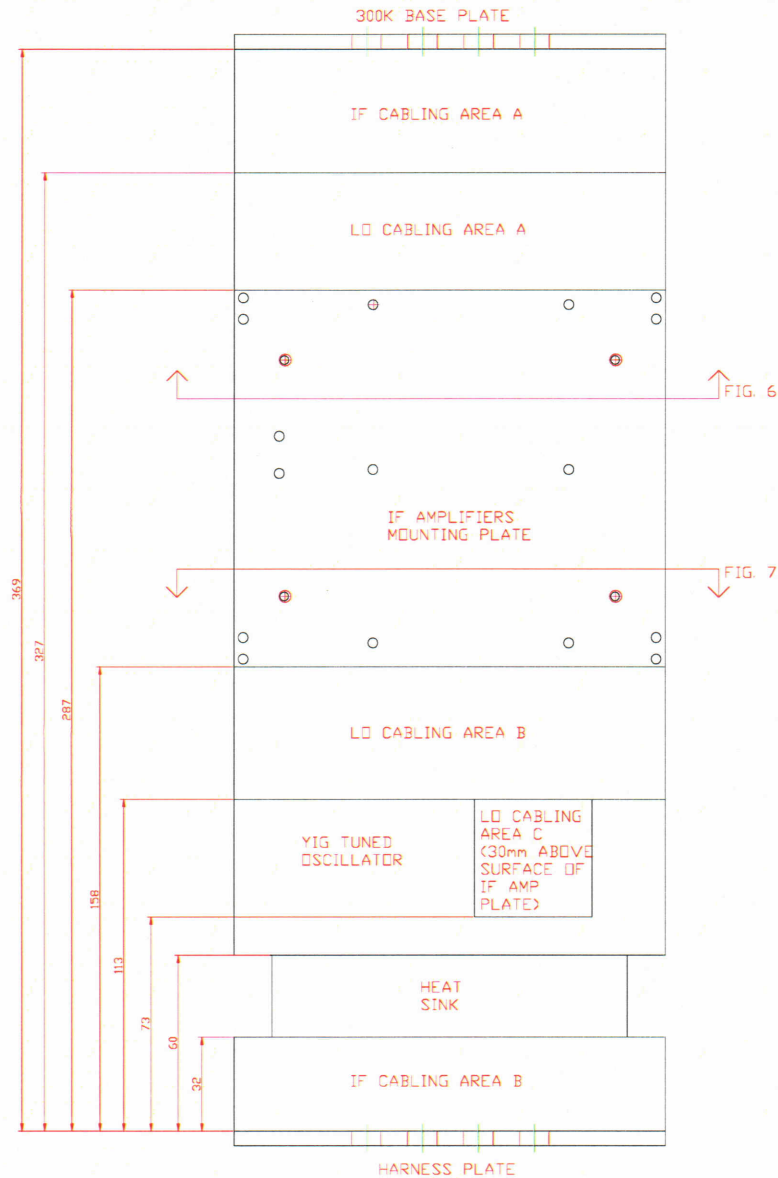 300K BASE PLATE
IF CABLING AREA A
LO CABLING AREA A
FIG. 6
IF AMPLIFIERS
MOUNTING PLATE
FIG. 7
369
327
287
158
113
73
60
32
LO CABLING AREA B
YIG TUNED
OSCILLATOR
LO CABLING
AREA C
(30mm ABOVE
SURFACE OF
IF AMP
PLATE)
HEAT
SINK
IF CABLING AREA B
HARNESS PLATE